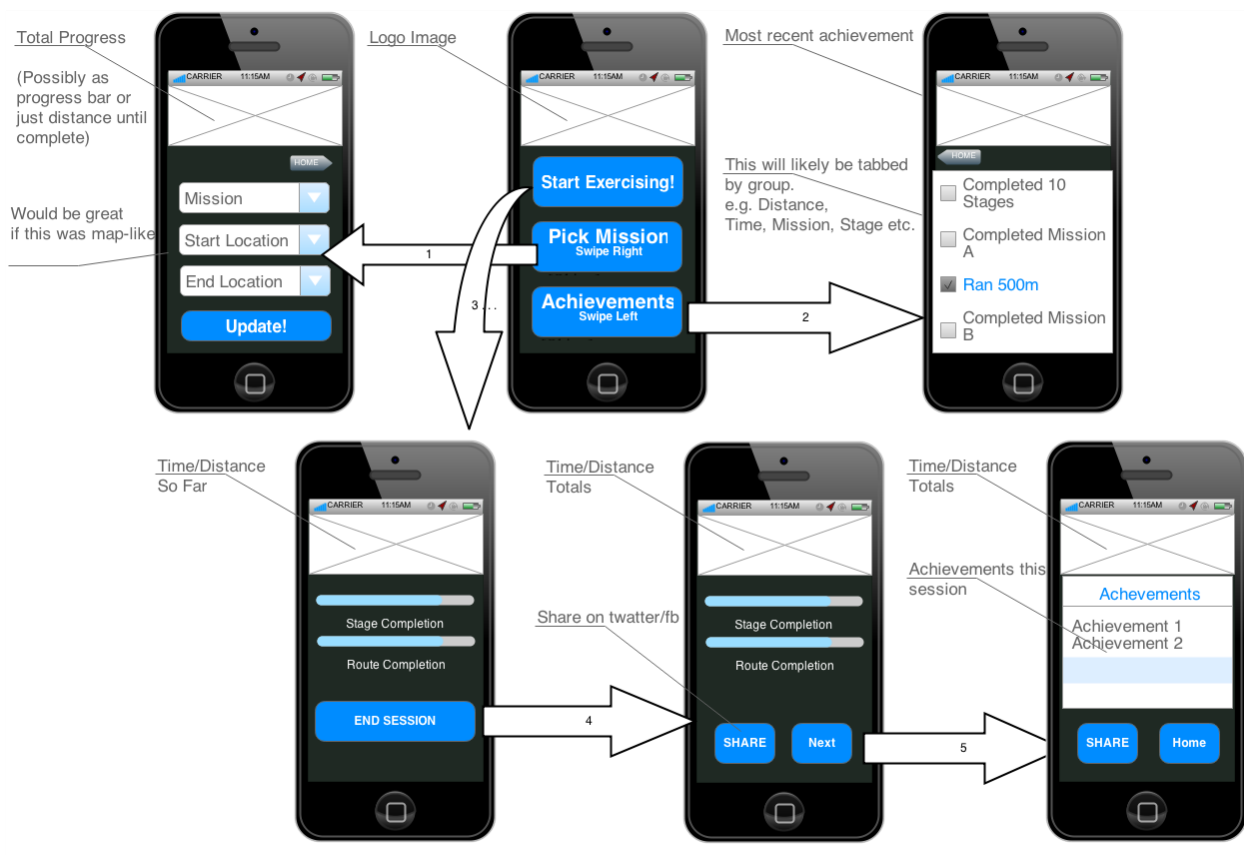 Total Progress
(Possibly as
progress bar or
just distance until
complete)
Would be great
if this was map-like
CARRIER 11:15AM
HOME
Mission
Start Location
End Location
Update!
1
Logo Image
CARRIER 11:15AM
Start Exercising!
Pick Mission
Swipe Right
Achievements
Swipe Left
3 . . .
2
Most recent achievement
This will likely be tabbed
by group.
e.g. Distance,
Time, Mission, Stage etc.
CARRIER 11:15AM
HOME
Completed 10
Stages
Completed Mission
A
Ran 500m
Completed Mission
B
Time/Distance
So Far
CARRIER 11:15AM
Stage Completion
Route Completion
END SESSION
4
Time/Distance
Totals
Share on twatter/fb
CARRIER 11:15AM
Stage Completion
Route Completion
SHARE Next
5
Time/Distance
Totals
Achievements this
session
CARRIER 11:15AM
Achevements
Achievement 1
Achievement 2
SHARE Home